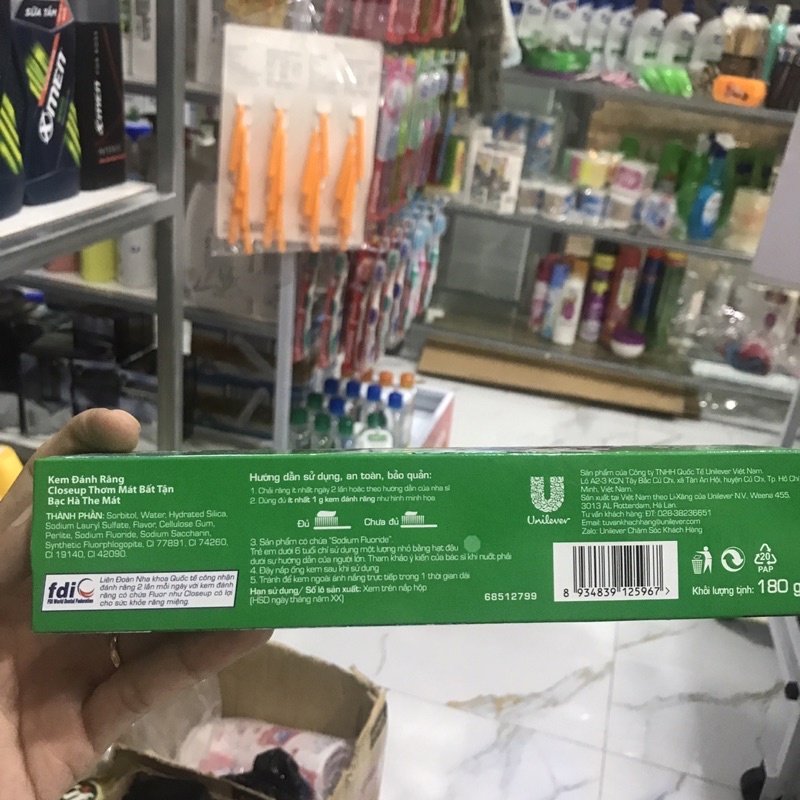 SỮA TẮM
X·MEN
X·MEN
FOR BOSS
INTENSE
Kem Đánh Răng
Closeup Thơm Mát Bất Tận
Bạc Hà The Mát
THÀNH PHẦN: Sorbitol, Water, Hydrated Silica,
Sodium Lauryl Sulfate, Flavor, Cellulose Gum,
Perlite, Sodium Fluoride, Sodium Saccharin,
Synthetic Fluorphlogopite, CI 77891, CI 74260,
CI 19140, CI 42090.
fdi
FDI World Dental Federation
Liên Đoàn Nha khoa Quốc tế công nhận
đánh răng 2 lần mỗi ngày với kem đánh
răng có chứa Fluor như Closeup có lợi
cho sức khỏe răng miệng.
Hướng dẫn sử dụng, an toàn, bảo quản:
1. Chải răng ít nhất ngày 2 lần hoặc theo hướng dẫn của nha sĩ
2. Dùng đủ ít nhất 1 g kem đánh răng như hình minh họa
Đủ
Chưa đủ
3. Sản phẩm có chứa "Sodium Fluoride"
Trẻ em dưới 6 tuổi chỉ sử dụng một lượng nhỏ bằng hạt đậu
dưới sự hướng dẫn của người lớn. Tham khảo ý kiến của bác sĩ khi nuốt phải
4. Đậy nắp ống kem sau khi sử dụng
5. Tránh để kem ngoài ánh nắng trực tiếp trong 1 thời gian dài
Hạn sử dụng/ Số lô sản xuất: Xem trên nắp hộp
(HSD ngày tháng năm XX)
68512799
Unilever
Sản phẩm của Công ty TNHH Quốc Tế Unilever Việt Nam.
Lô A2-3 KCN Tây Bắc Củ Chi, xã Tân An Hội, huyện Củ Chi, Tp. Hồ Chí
Minh, Việt Nam.
Sản xuất tại Việt Nam theo Li-Xăng của Unilever N.V, Weena 455,
3013 AL Rotterdam, Hà Lan.
Tư vấn khách hàng: ĐT: 028-38236651
Email: tuvankhachhang@unilever.com
Zalo: Unilever Chăm Sóc Khách Hàng
8 934839 125967 >
20
PAP
Khối lượng tịnh: 180 g